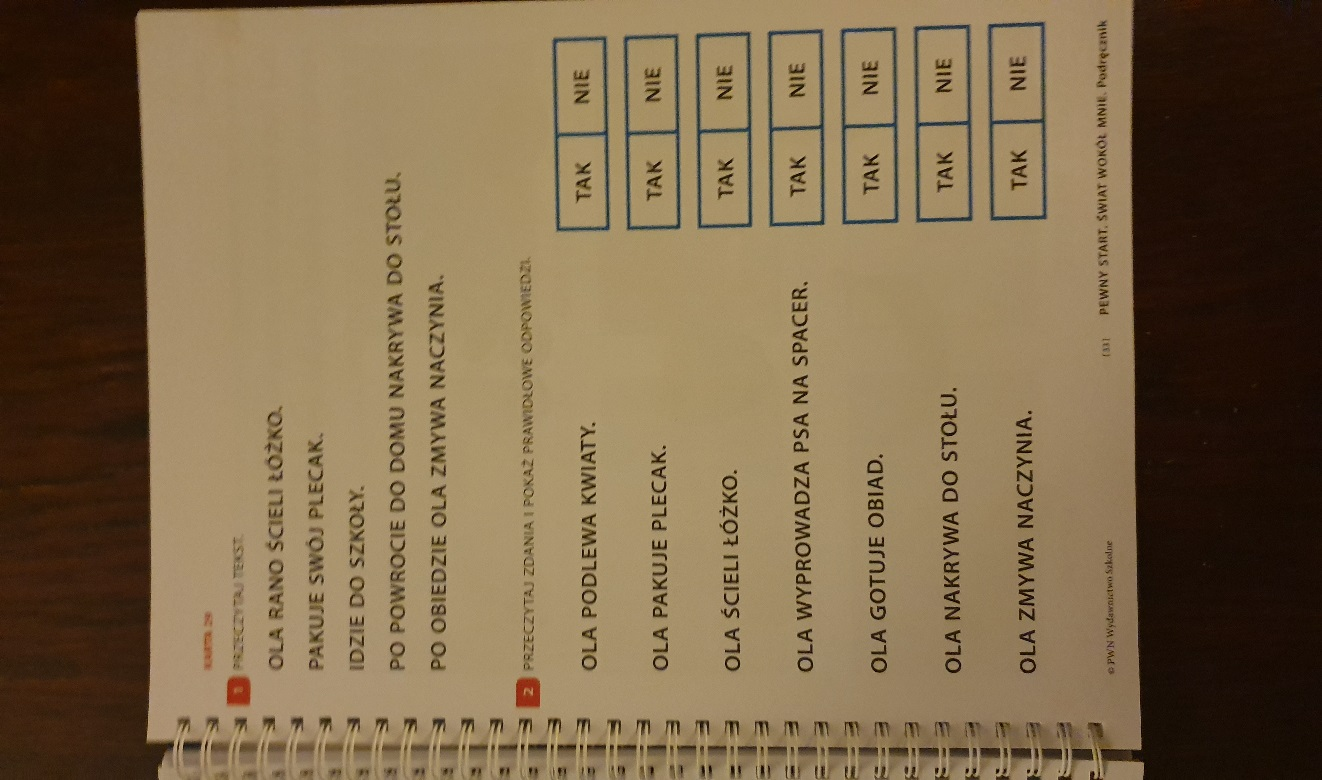 KARTA 29
1 PRZECZYTAJ TEKST.
OLA RANO ŚCIELI ŁÓŻKO.
PAKUJE SWÓJ PLECAK.
IDZIE DO SZKOŁY.
PO POWROCIE DO DOMU NAKRYWA DO STOŁU.
PO OBIEDZIE OLA ZMYWA NACZYNIA.
2 PRZECZYTAJ ZDANIA I POKAŻ PRAWIDŁOWE ODPOWIEDZI.
OLA PODLEWA KWIATY. TAK NIE
OLA PAKUJE PLECAK. TAK NIE
OLA ŚCIELI ŁÓŻKO. TAK NIE
OLA WYPROWADZA PSA NA SPACER. TAK NIE
OLA GOTUJE OBIAD. TAK NIE
OLA NAKRYWA DO STOŁU. TAK NIE
OLA ZMYWA NACZYNIA. TAK NIE
© PWN Wydawnictwo Szkolne [33] PEWNY START. ŚWIAT WOKÓŁ MNIE. Podręcznik